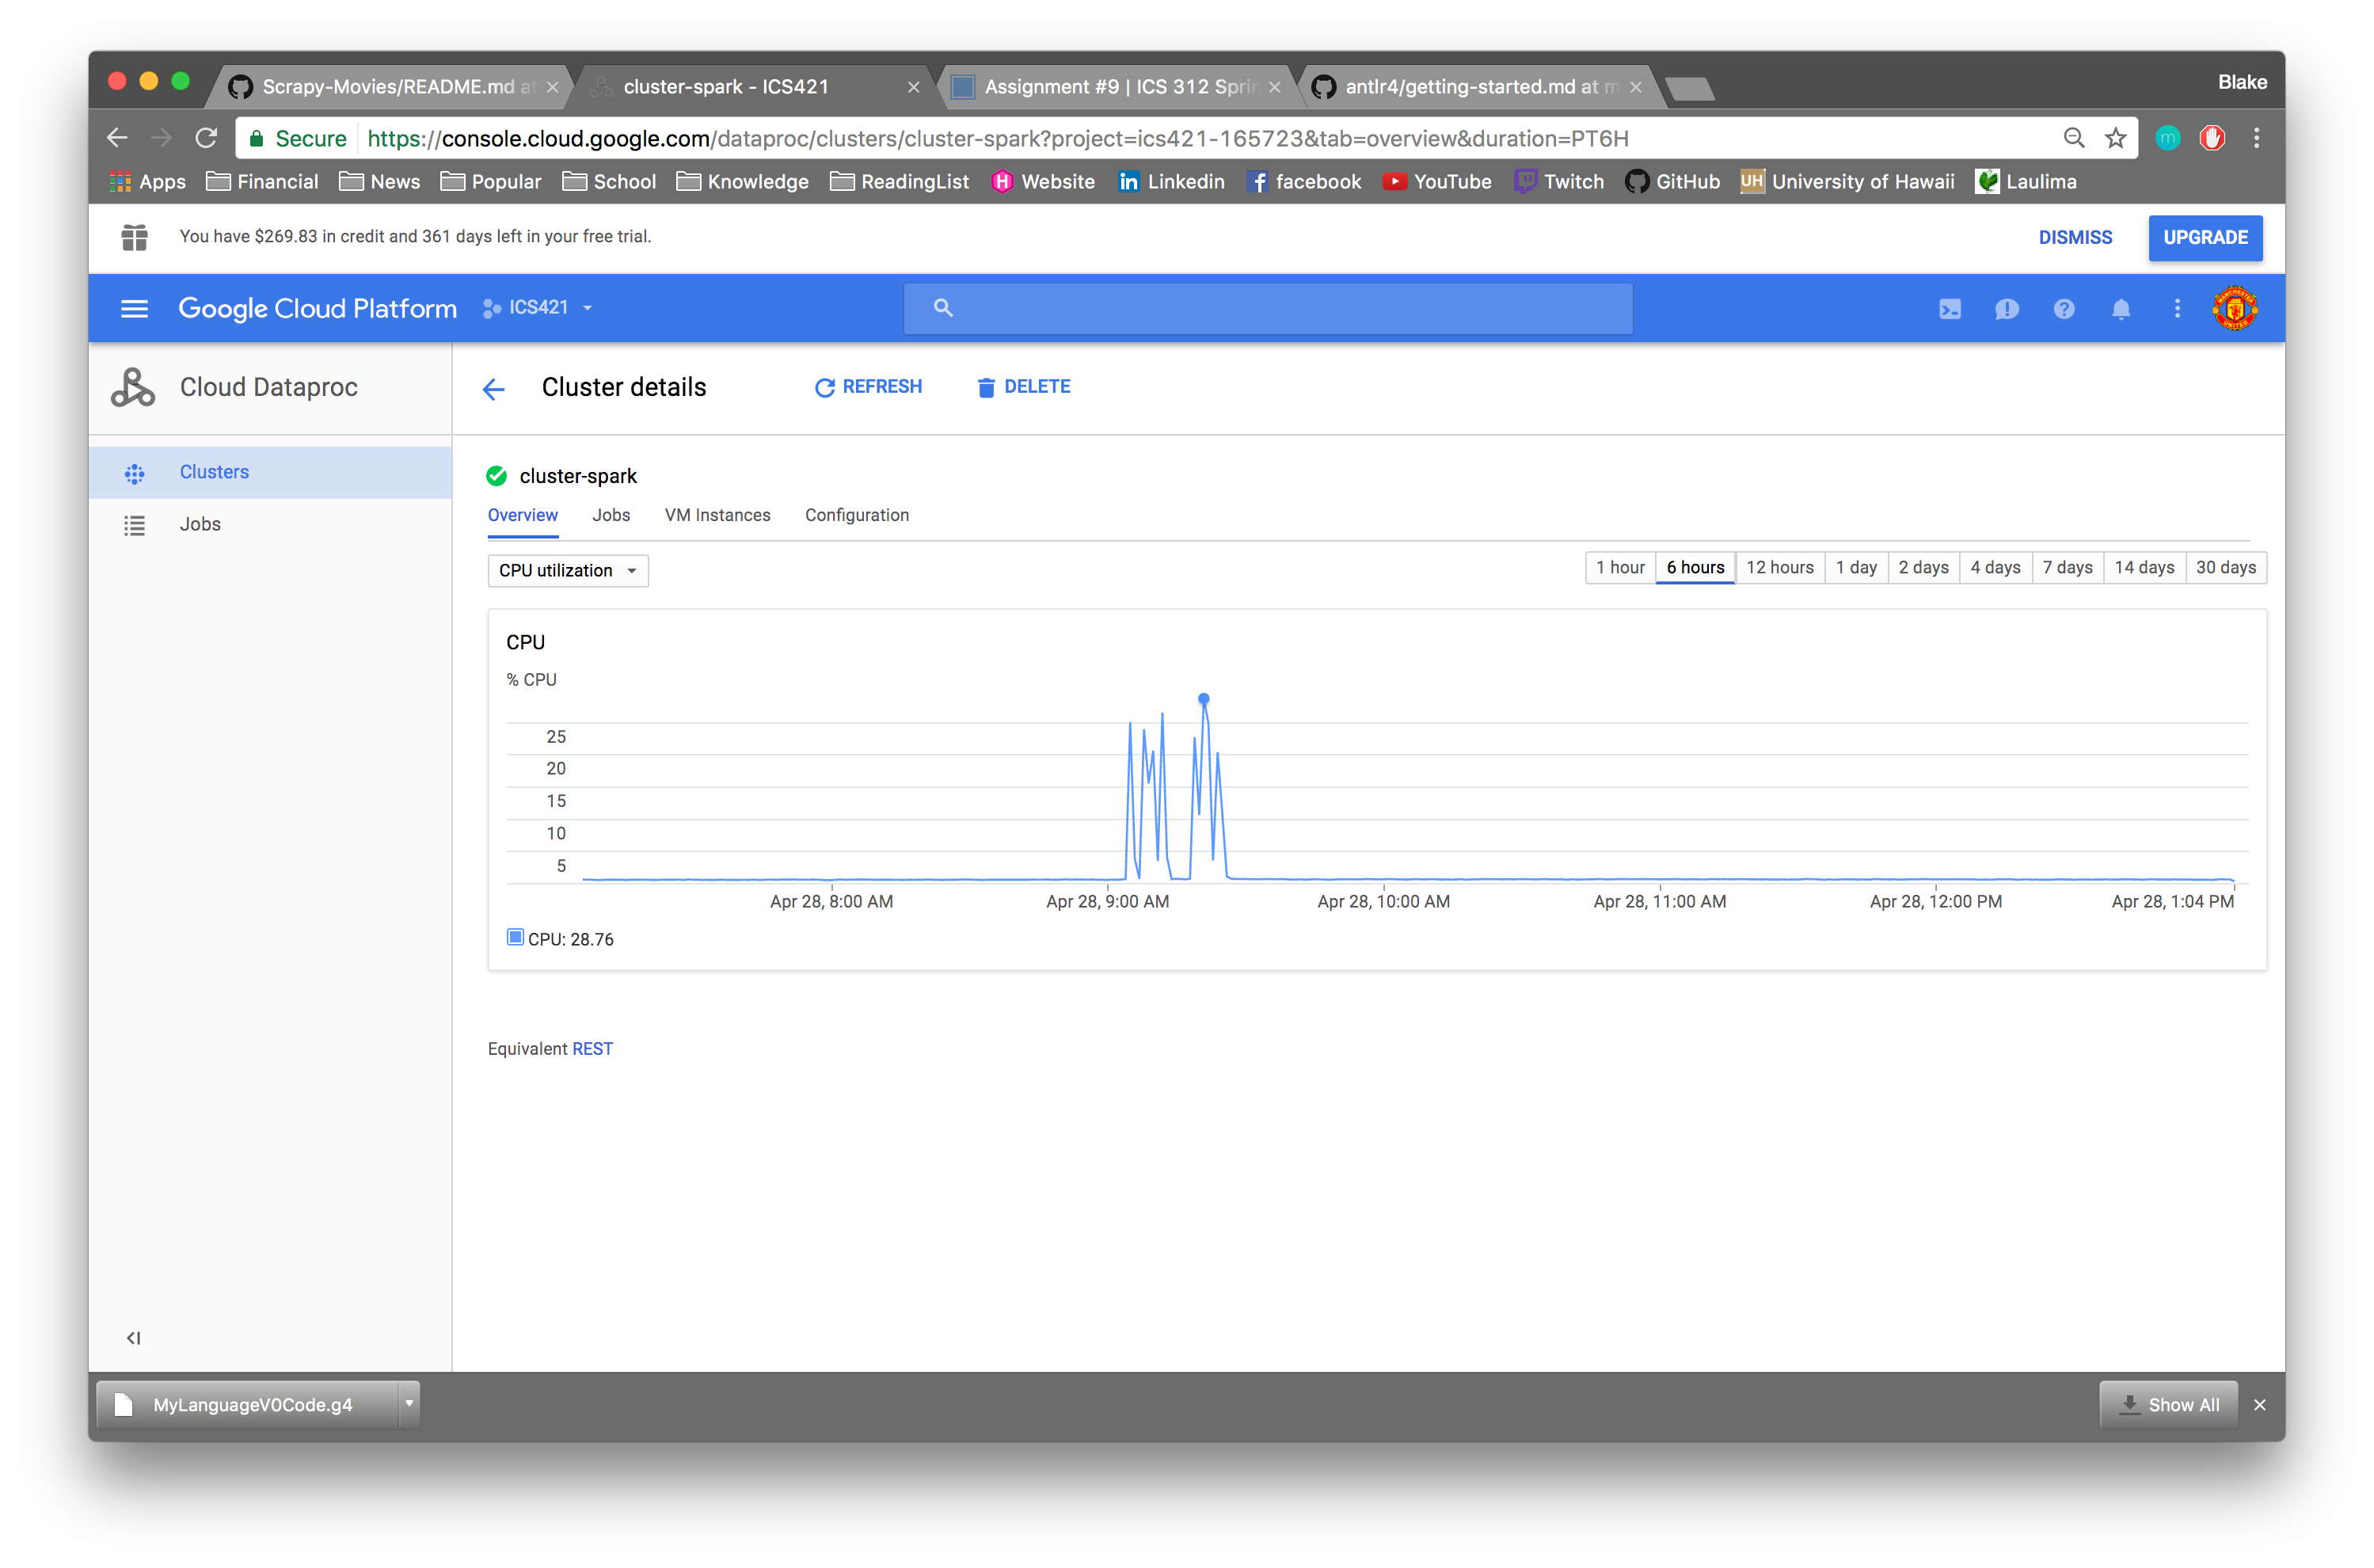 Scrapy-Movies/README.md at
cluster-spark - ICS421
Assignment #9 | ICS 312 Sprin
antlr4/getting-started.md at m
Blake
Secure
https://console.cloud.google.com/dataproc/clusters/cluster-spark?project=ics421-165723&tab=overview&duration=PT6H
m
Apps
Financial
News
Popular
School
Knowledge
ReadingList
H
Website
in
Linkedin
f
facebook
YouTube
Twitch
GitHub
UH
University of Hawaii
Laulima
You have $269.83 in credit and 361 days left in your free trial.
DISMISS
UPGRADE
Google Cloud Platform
ICS421
MANCHESTER
UNITED
Cloud Dataproc
Cluster details
REFRESH
DELETE
Clusters
Jobs
cluster-spark
Overview
Jobs
VM Instances
Configuration
CPU utilization
1 hour
6 hours
12 hours
1 day
2 days
4 days
7 days
14 days
30 days
CPU
% CPU
25
20
15
10
5
Apr 28, 8:00 AM
Apr 28, 9:00 AM
Apr 28, 10:00 AM
Apr 28, 11:00 AM
Apr 28, 12:00 PM
Apr 28, 1:04 PM
CPU: 28.76
Equivalent REST
MyLanguageV0Code.g4
Show All